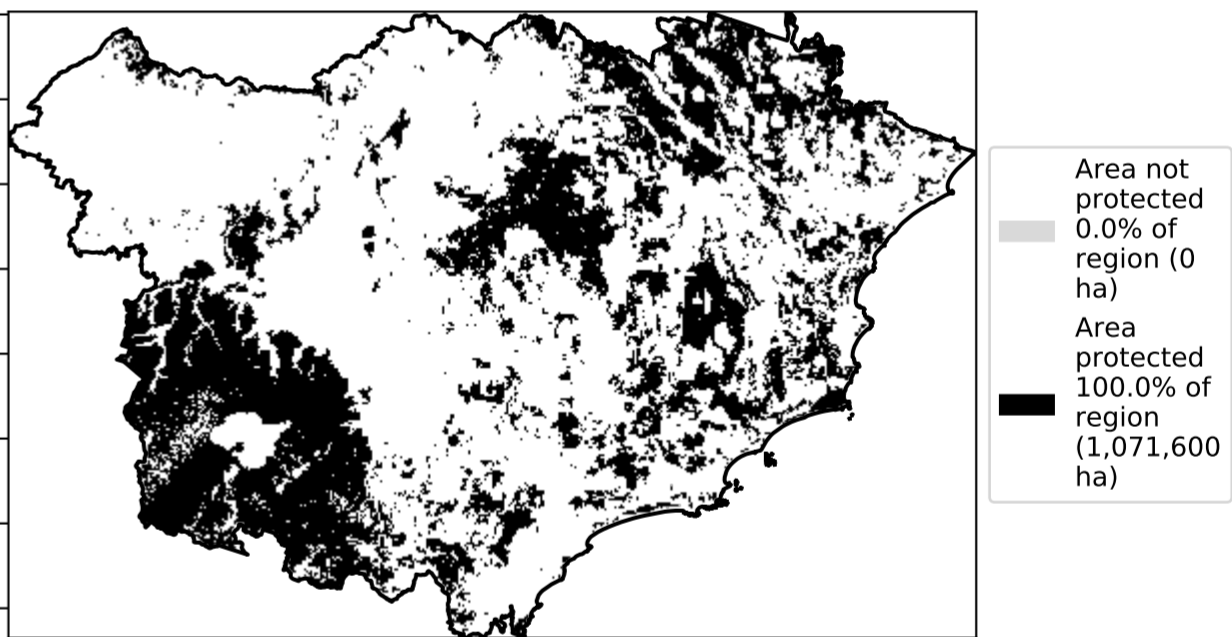 Area not
protected
0.0% of
region (0
ha)
Area
protected
100.0% of
region
(1,071,600
ha)